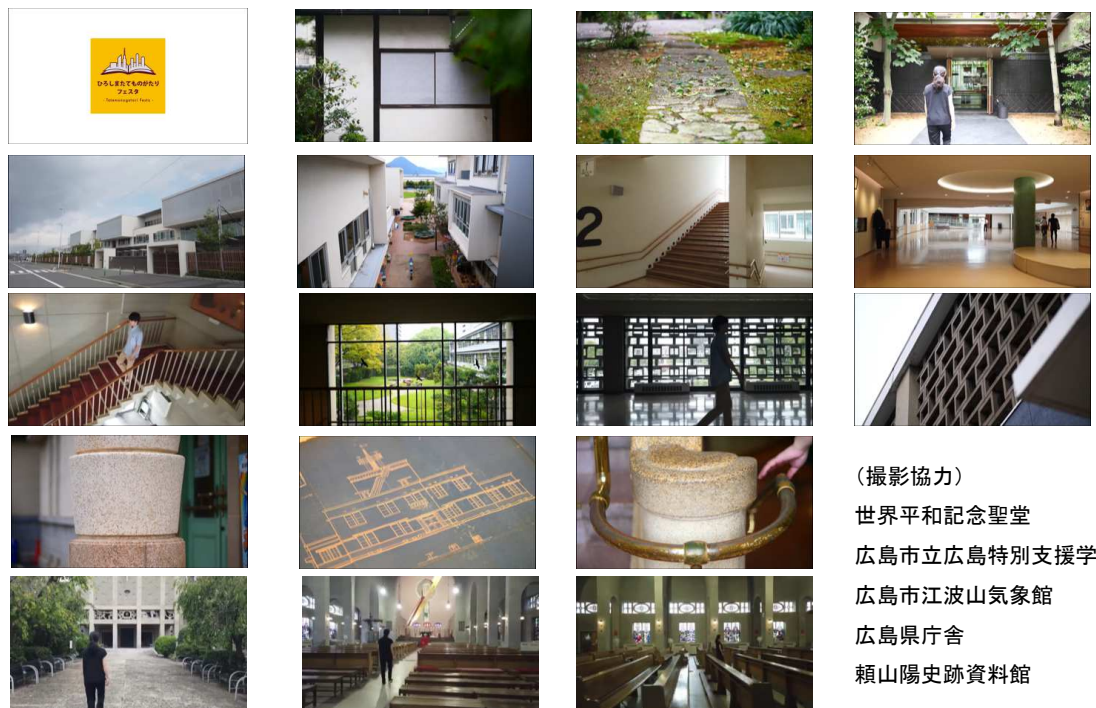 ひろしまたてものがたり
フェスタ
- Tatemonogatari Festa -
2
（撮影協力）
世界平和記念聖堂
広島市立広島特別支援学
広島市江波山気象館
広島県庁舎
頼山陽史跡資料館